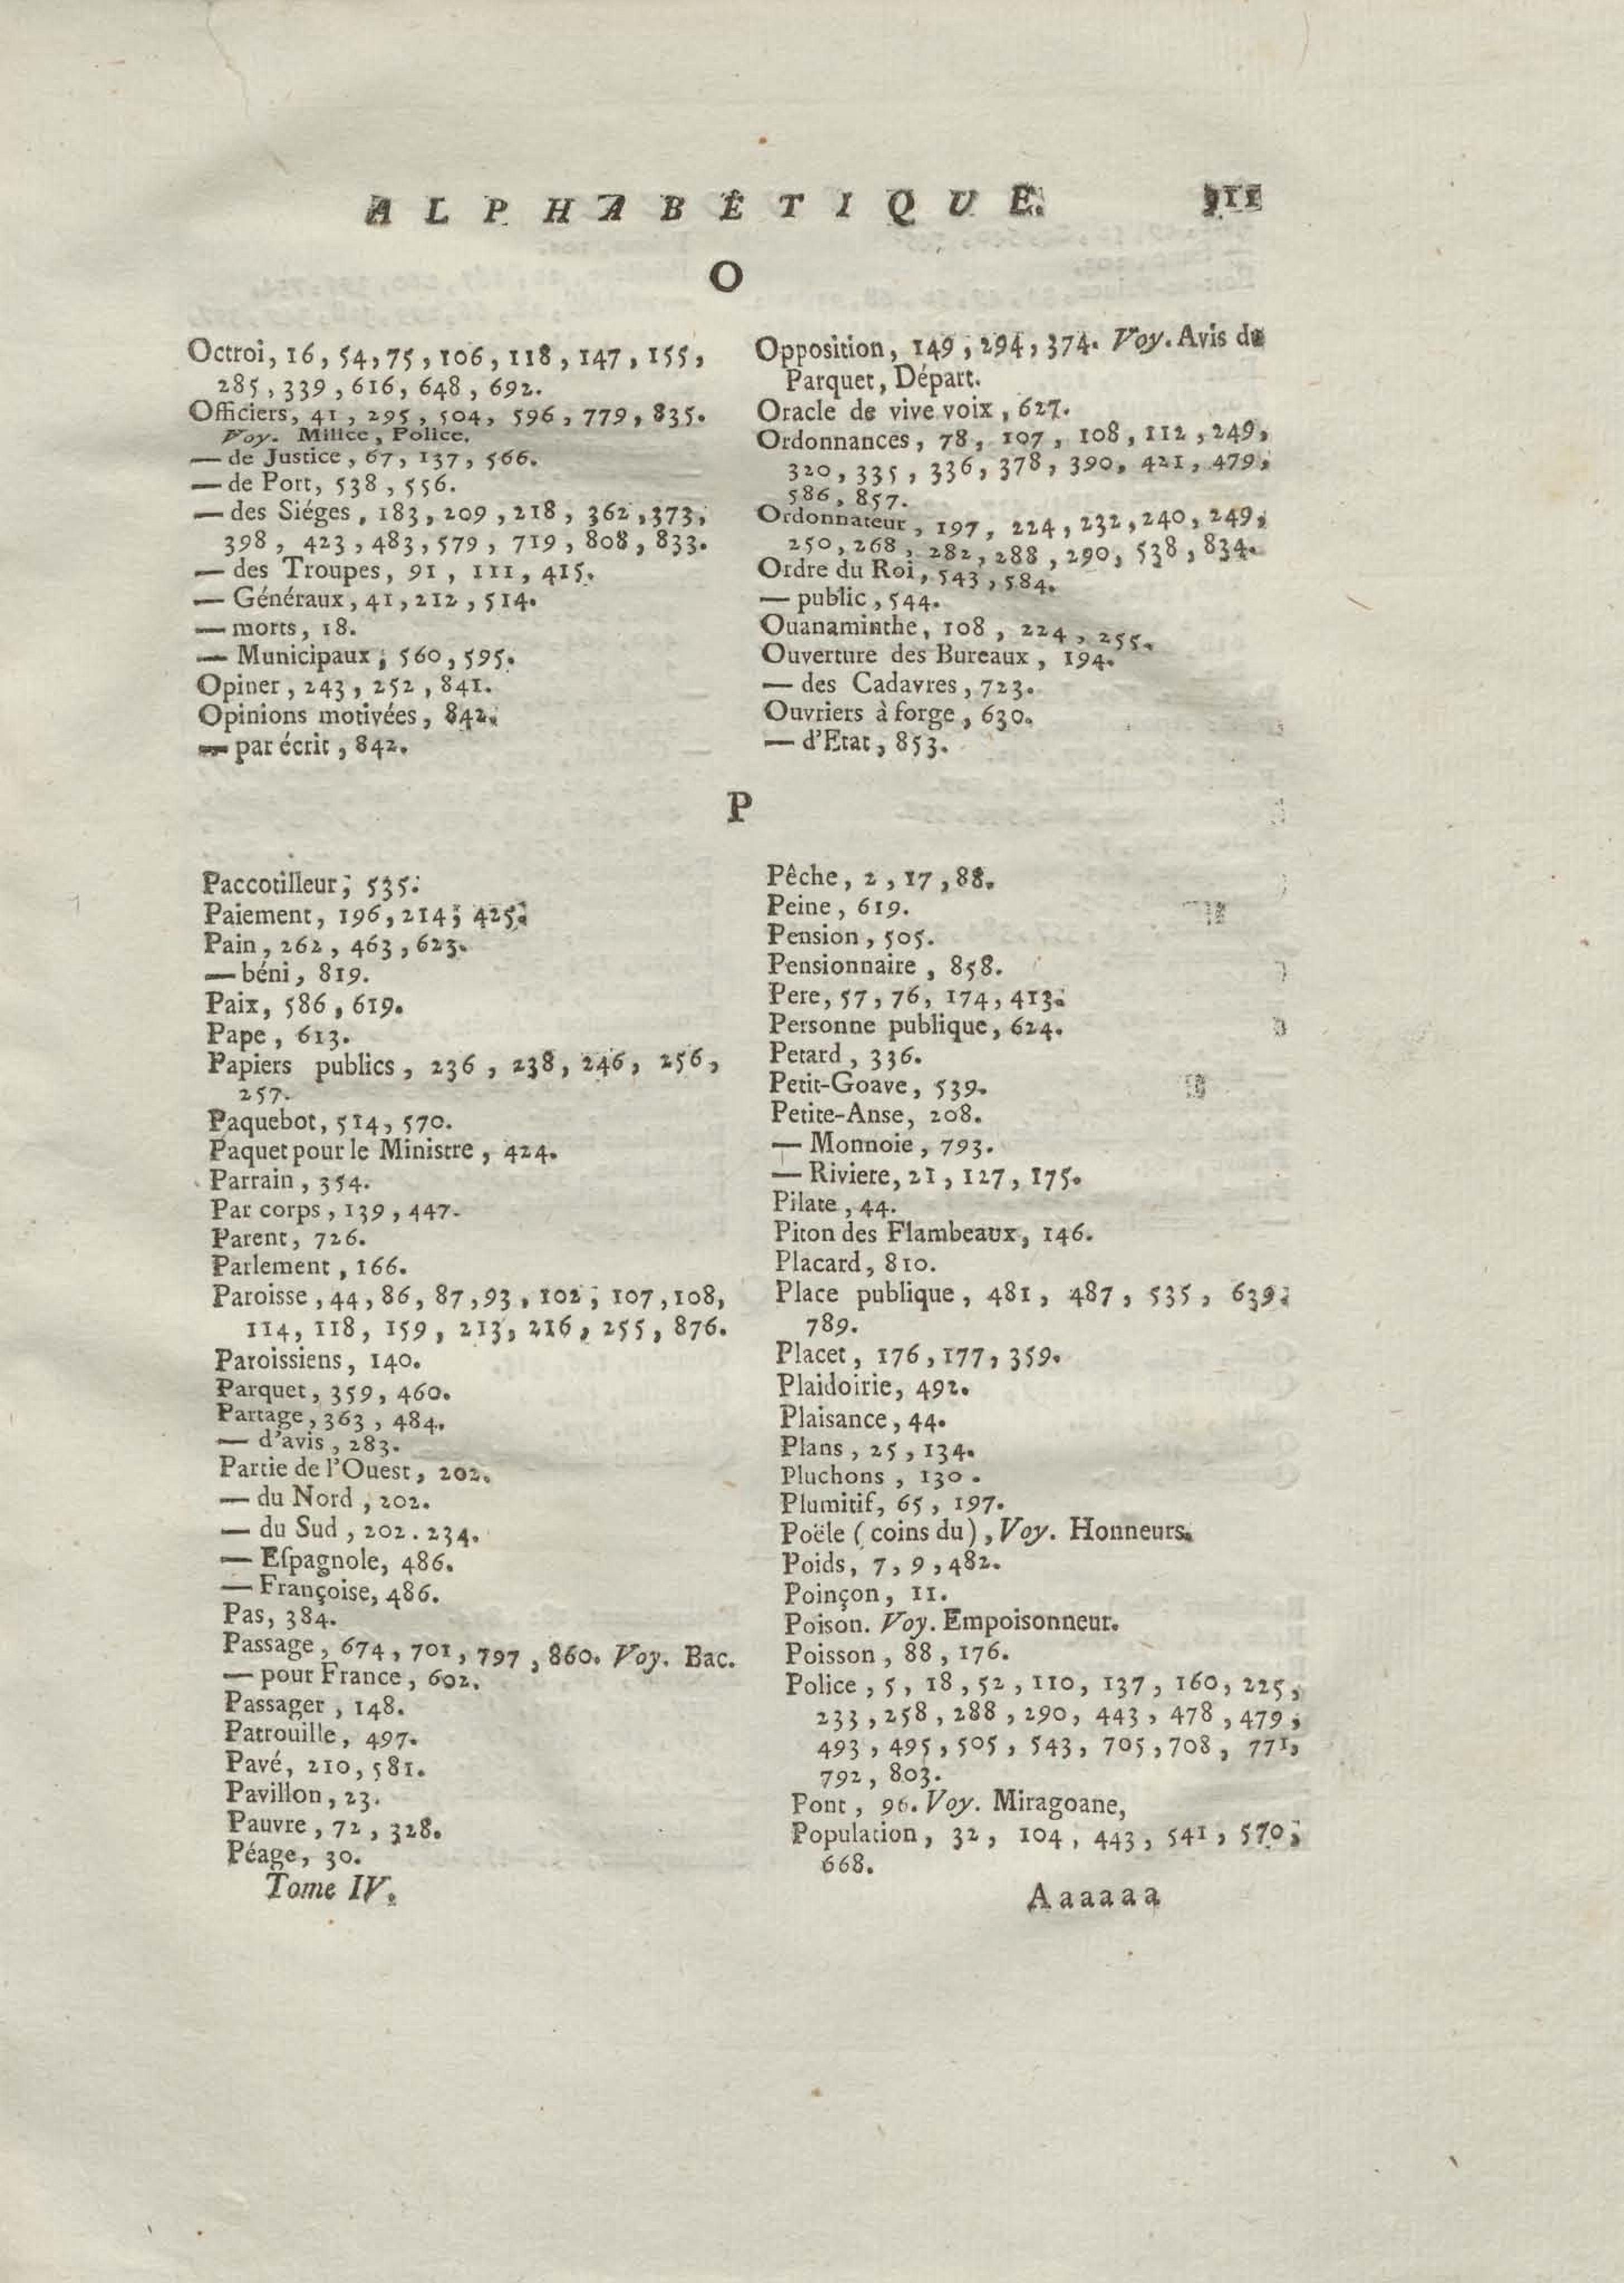 ALPHABÊTIQUE. 911
O
Octroi, 16, 54, 75, 106, 118, 147, 155,
285, 339, 616, 648, 692.
Officiers, 41, 295, 504, 596, 779, 835.
Voy. Milice, Police.
— de Justice, 67, 137, 566.
— de Port, 538, 556.
— des Siéges, 183, 209, 218, 362, 373,
398, 423, 483, 579, 719, 808, 833.
— des Troupes, 91, 111, 415.
— Généraux, 41, 212, 514.
— morts, 18.
— Municipaux, 560, 595.
Opiner, 243, 252, 841.
Opinions motivées, 842.
— par écrit, 842.
Opposition, 149, 294, 374. Voy. Avis du
Parquet, Départ.
Oracle de vive voix, 627.
Ordonnances, 78, 107, 108, 112, 249,
320, 335, 336, 378, 390, 421, 479,
586, 857.
Ordonnateur, 197, 224, 232, 240, 249,
250, 268, 282, 288, 290, 538, 834.
Ordre du Roi, 543, 584.
— public, 544.
Ouanaminthe, 108, 224, 255.
Ouverture des Bureaux, 194.
— des Cadavres, 723.
Ouvriers à forge, 630.
— d'Etat, 853.
P
Paccotilleur, 535.
Paiement, 196, 214, 425.
Pain, 262, 463, 623.
— béni, 819.
Paix, 586, 619.
Pape, 613.
Papiers publics, 236, 238, 246, 256,
257.
Paquebot, 514, 570.
Paquet pour le Ministre, 424.
Parrain, 354.
Par corps, 139, 447.
Parent, 726.
Parlement, 166.
Paroisse, 44, 86, 87, 93, 102, 107, 108,
114, 118, 159, 213, 216, 255, 876.
Paroissiens, 140.
Parquet, 359, 460.
Partage, 363, 484.
— d'avis, 283.
Partie de l'Ouest, 202.
— du Nord, 202.
— du Sud, 202. 234.
— Eſpagnole, 486.
— Françoise, 486.
Pas, 384.
Passage, 674, 701, 797, 860. Voy. Bac.
— pour France, 602.
Passager, 148.
Patrouille, 497.
Pavé, 210, 581.
Pavillon, 23.
Pauvre, 72, 328.
Péage, 30.
Tome IV.
Pêche, 2, 17, 88.
Peine, 619.
Pension, 505.
Pensionnaire, 858.
Pere, 57, 76, 174, 413.
Personne publique, 624.
Petard, 336.
Petit-Goave, 539.
Petite-Anse, 208.
— Monnoie, 793.
— Riviere, 21, 127, 175.
Pilate, 44.
Piton des Flambeaux, 146.
Placard, 810.
Place publique, 481, 487, 535, 639,
789.
Placet, 176, 177, 359.
Plaidoirie, 492.
Plaisance, 44.
Plans, 25, 134.
Pluchons, 130.
Plumitif, 65, 197.
Poële (coins du), Voy. Honneurs.
Poids, 7, 9, 482.
Poinçon, 11.
Poison. Voy. Empoisonneur.
Poisson, 88, 176.
Police, 5, 18, 52, 110, 137, 160, 225,
233, 258, 288, 290, 443, 478, 479,
493, 495, 505, 543, 705, 708, 771,
792, 803.
Pont, 96. Voy. Miragoane,
Population, 32, 104, 443, 541, 570,
668.
Aaaaaa